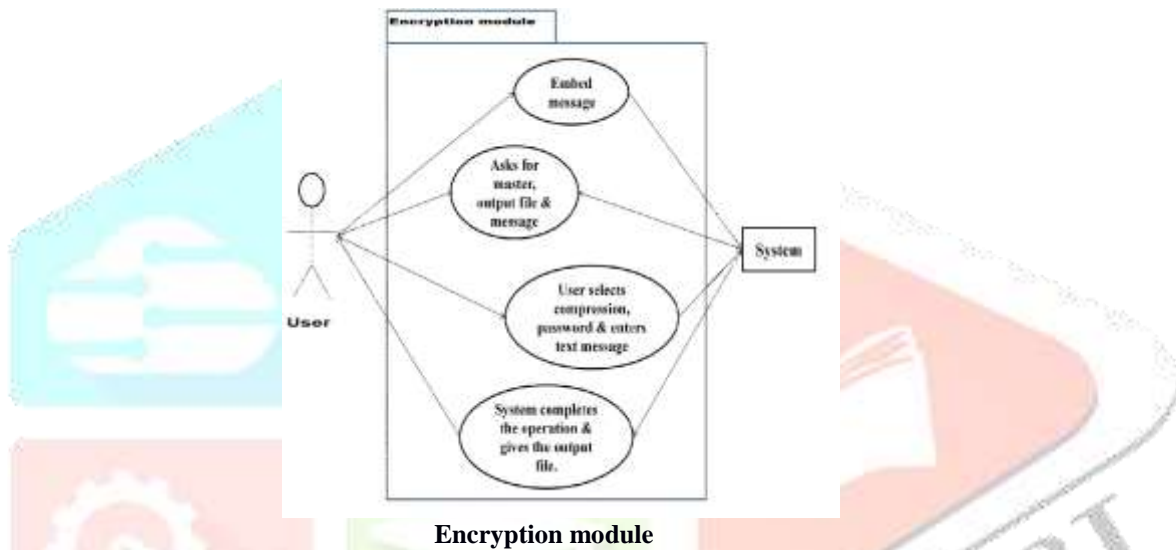 Encryption module
Embed
message
Asks for
master,
output file &
message
User
System
User selects
compression,
password & enters
text message
System completes
the operation &
gives the output
file.
Encryption module